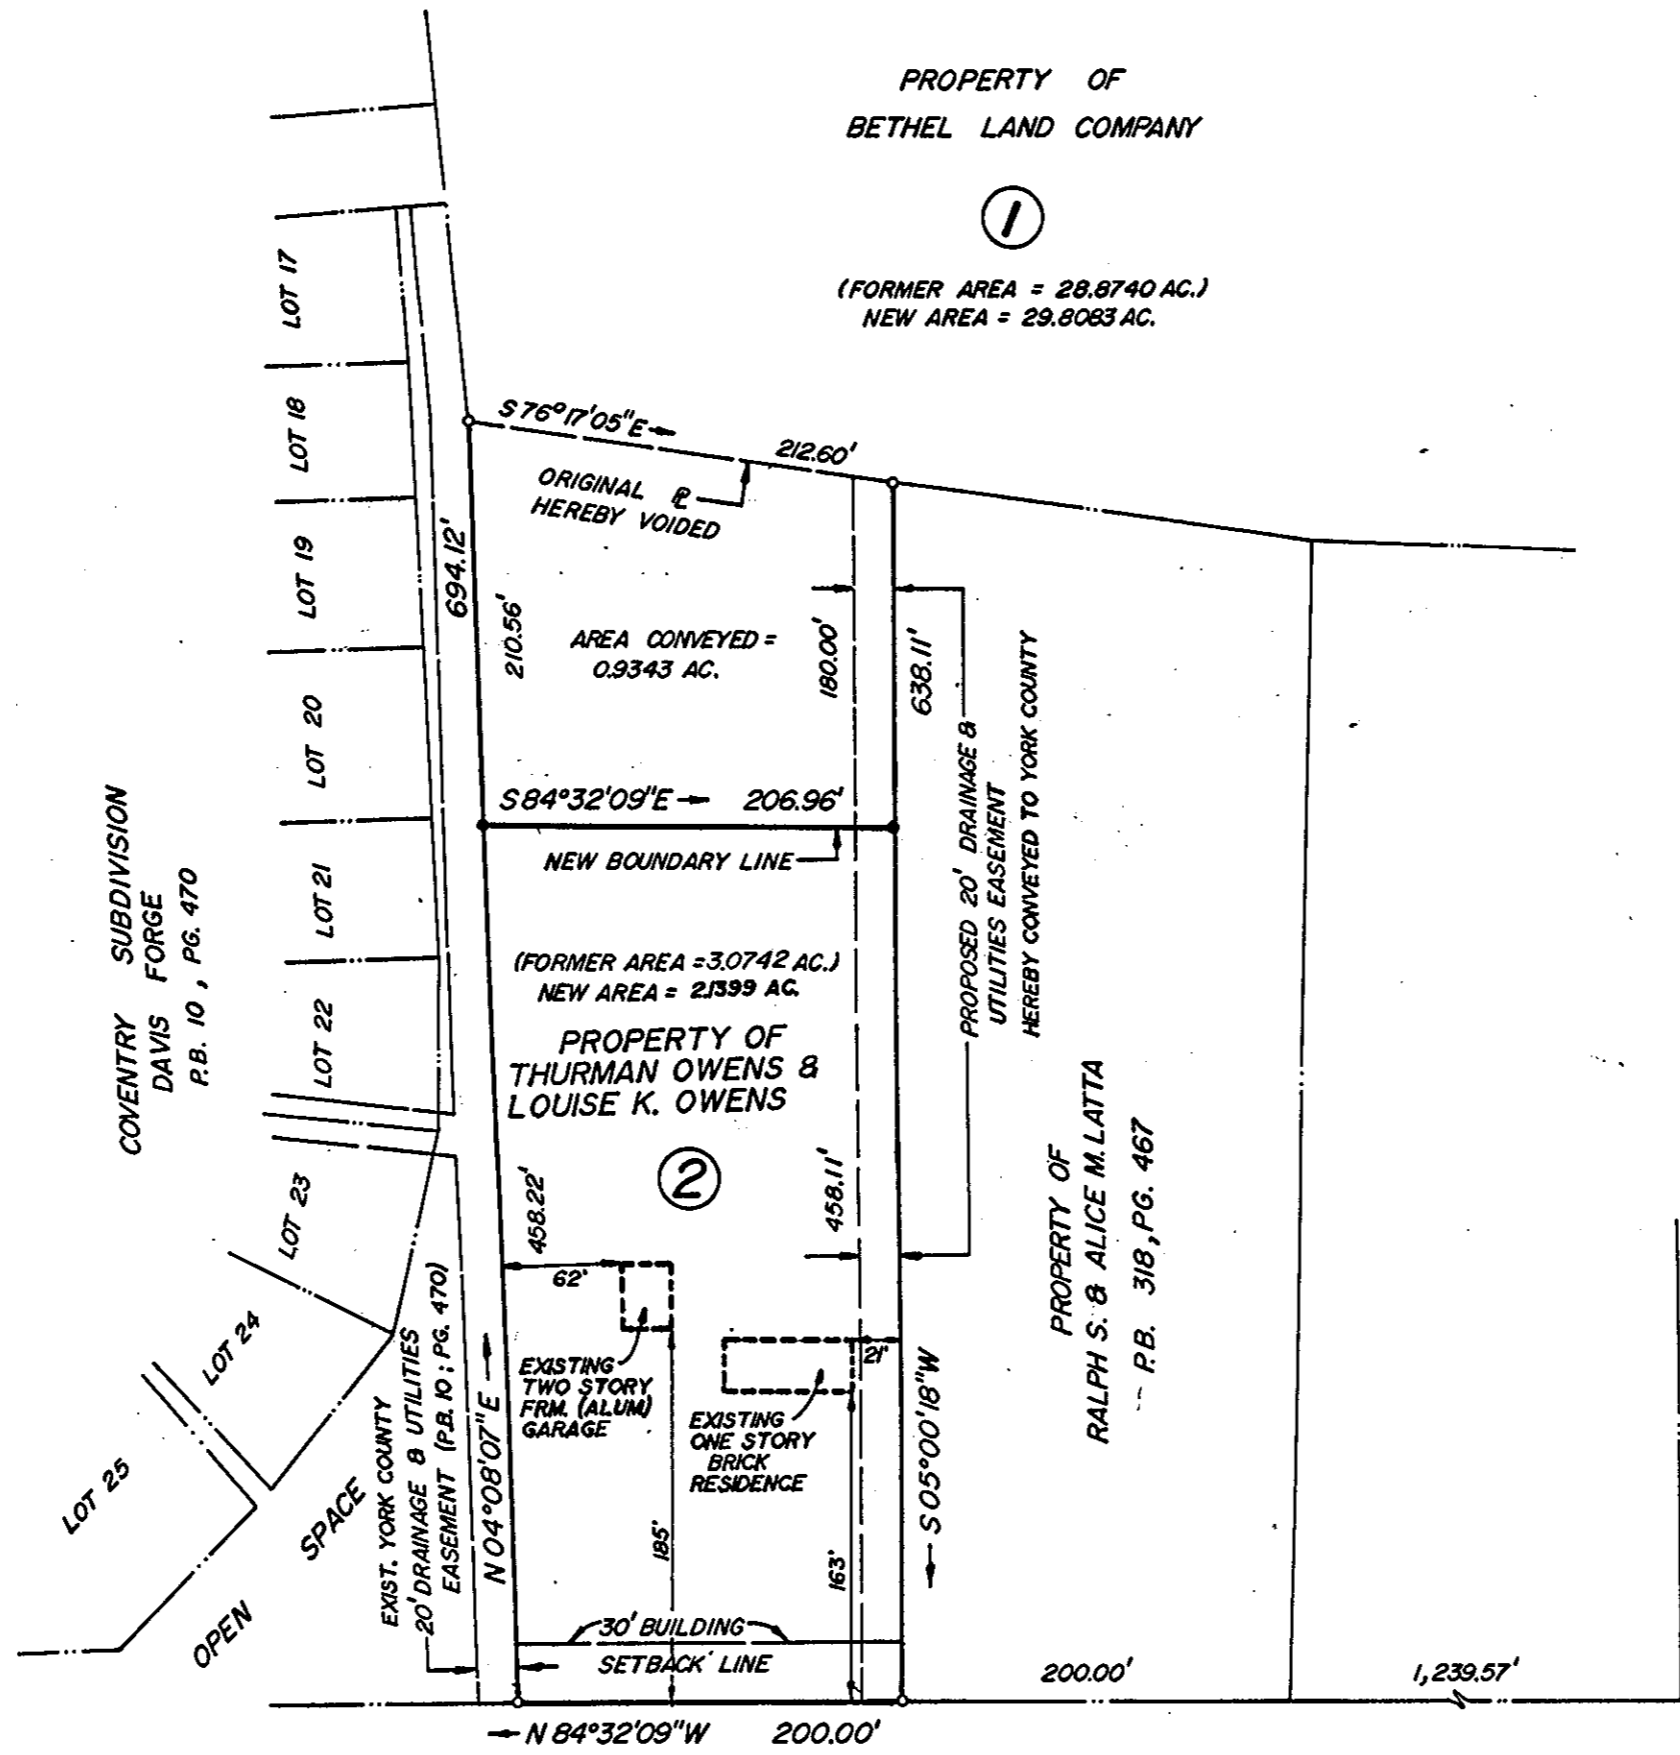 PROPERTY OF
BETHEL LAND COMPANY
1
(FORMER AREA = 28.8740 AC.)
NEW AREA = 29.8083 AC.
LOT 17
LOT 18
LOT 19
LOT 20
LOT 21
LOT 22
LOT 23
LOT 24
LOT 25
COVENTRY SUBDIVISION
DAVIS FORGE
P.B. 10, PG. 470
OPEN SPACE
S 76°17'05"E
212.60'
ORIGINAL PL
HEREBY VOIDED
694.12'
210.56'
AREA CONVEYED =
0.9343 AC.
180.00'
638.11'
S 84°32'09"E
206.96'
NEW BOUNDARY LINE
PROPOSED 20' DRAINAGE &
UTILITIES EASEMENT
HEREBY CONVEYED TO YORK COUNTY
(FORMER AREA = 3.0742 AC.)
NEW AREA = 2.1399 AC.
PROPERTY OF
THURMAN OWENS &
LOUISE K. OWENS
2
458.22'
458.11'
62'
21'
EXISTING
TWO STORY
FRM. (ALUM)
GARAGE
EXISTING
ONE STORY
BRICK
RESIDENCE
185'
163'
EXIST. YORK COUNTY
20' DRAINAGE & UTILITIES
EASEMENT (P.B. 10; PG. 470)
N 04°08'07" E
S 05°00'18"W
PROPERTY OF
RALPH S. & ALICE M. LATTA
P.B. 318, PG. 467
30' BUILDING
SETBACK LINE
200.00'
1,239.57'
N 84°32'09"W
200.00'